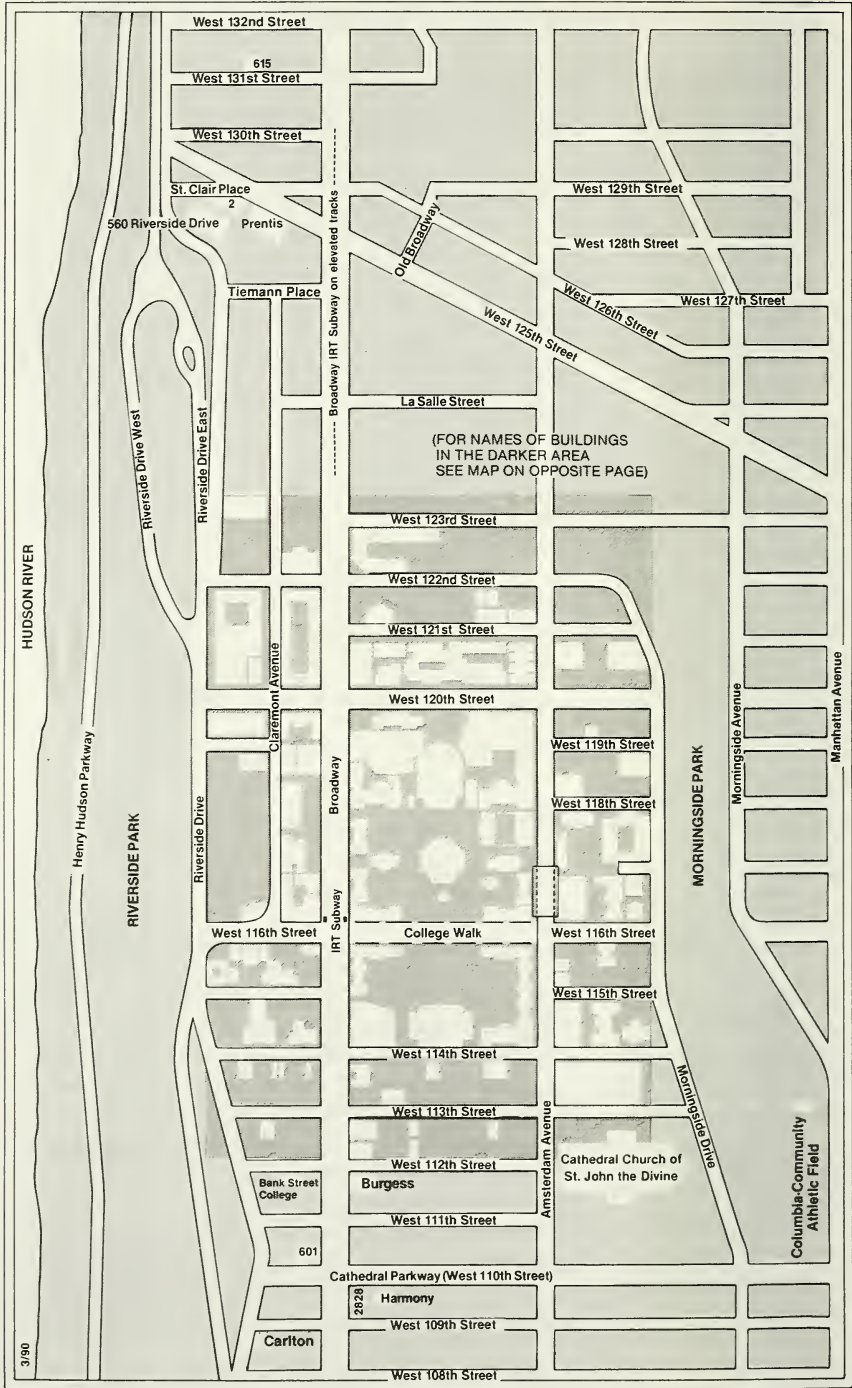 West 132nd Street
615
West 131st Street
West 130th Street
St. Clair Place
2
West 129th Street
560 Riverside Drive
Prentis
Old Broadway
West 128th Street
Tiemann Place
West 127th Street
West 126th Street
West 125th Street
Broadway IRT Subway on elevated tracks
La Salle Street
Riverside Drive West
Riverside Drive East
(FOR NAMES OF BUILDINGS
IN THE DARKER AREA
SEE MAP ON OPPOSITE PAGE)
West 123rd Street
HUDSON RIVER
West 122nd Street
West 121st Street
Claremont Avenue
West 120th Street
West 119th Street
Henry Hudson Parkway
RIVERSIDE PARK
Riverside Drive
Broadway
West 118th Street
MORNINGSIDE PARK
Morningside Avenue
Manhattan Avenue
West 116th Street
IRT Subway
College Walk
West 116th Street
West 115th Street
West 114th Street
West 113th Street
Morningside Drive
Amsterdam Avenue
West 112th Street
Cathedral Church of
St. John the Divine
Columbia-Community
Athletic Field
Bank Street
College
Burgess
West 111th Street
601
Cathedral Parkway (West 110th Street)
2828
Harmony
West 109th Street
Carlton
3/90
West 108th Street